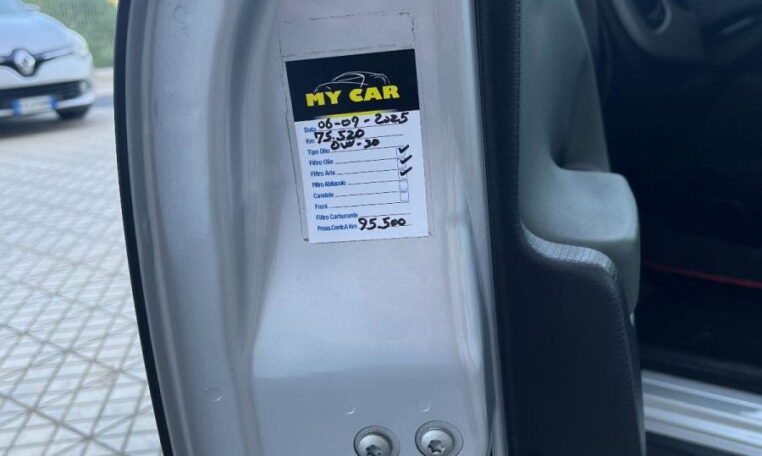 MY CAR
Data 06-09-2025
Km 75.520
Tipo Olio 0W-30
Filtro Olio
Filtro Aria
Filtro Abitacolo
Candele
Freni
Filtro Carburante
Pross.Contr.A Km 95.500